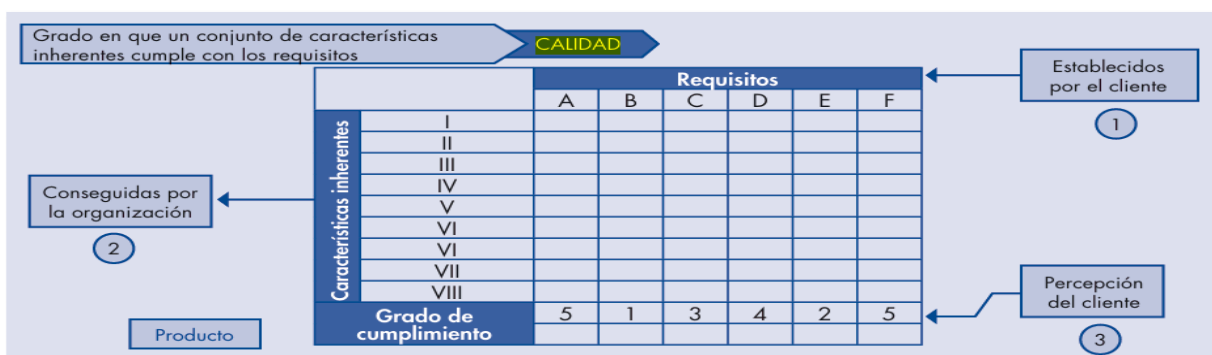 Grado en que un conjunto de características
inherentes cumple con los requisitos
CALIDAD
Requisitos
A B C D E F
Establecidos
por el cliente
1
Características inherentes
I
II
III
IV
V
VI
VI
VII
VIII
Conseguidas por
la organización
2
Grado de
cumplimiento
5 1 3 4 2 5
Percepción
del cliente
3
Producto